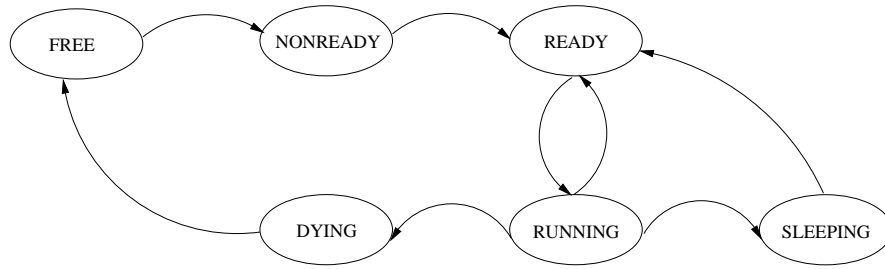 FREE
NONREADY
READY
DYING
RUNNING
SLEEPING